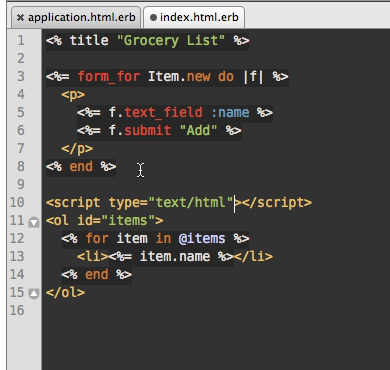 application.html.erb index.html.erb
1 <% title "Grocery List" %>
2
3 <%= form_for Item.new do |f| %>
4   <p>
5     <%= f.text_field :name %>
6     <%= f.submit "Add" %>
7   </p>
8 <% end %>
9
10 <script type="text/html"></script>
11 <ol id="items">
12   <% for item in @items %>
13     <li><%= item.name %></li>
14   <% end %>
15 </ol>
16